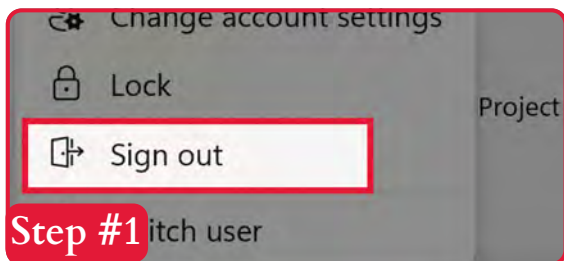 Change account settings
Lock
Project
Sign out
Step #1 itch user